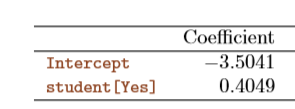 Coefficient
Intercept −3.5041
student[Yes] 0.4049